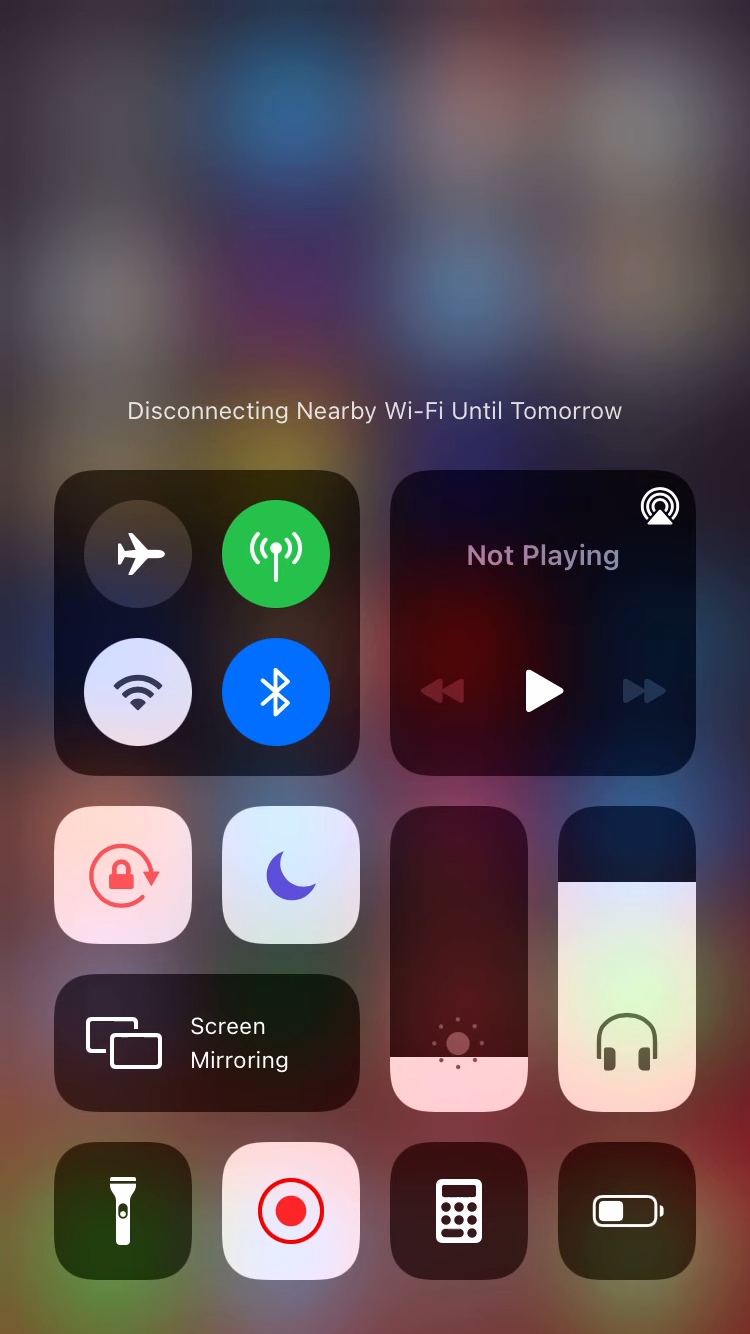 Disconnecting Nearby Wi-Fi Until Tomorrow
Not Playing
Screen
Mirroring